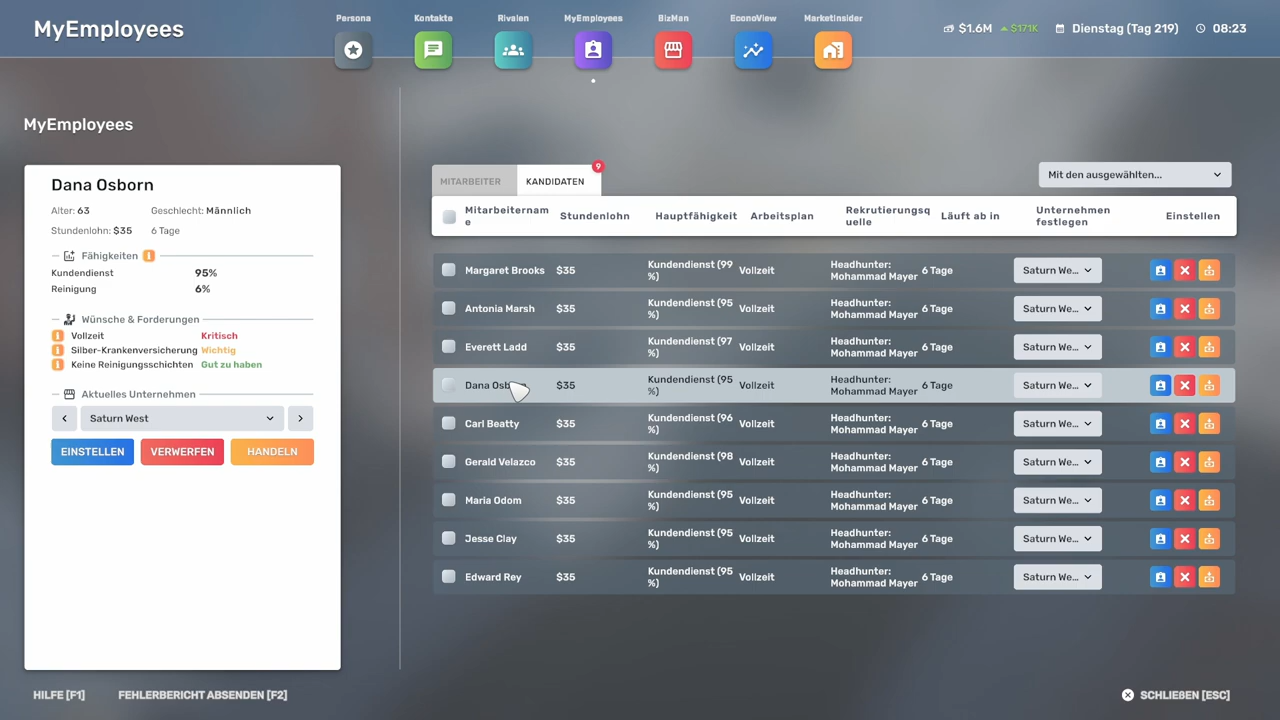 MyEmployees
Persona
Kontakte
Rivalen
MyEmployees
BizMan
EconoView
MarketInsider
$1.6M
$171K
Dienstag (Tag 219)
08:23
MyEmployees
Dana Osborn
Alter: 63
Geschlecht: Männlich
Stundenlohn: $35
6 Tage
Fähigkeiten
Kundendienst 95%
Reinigung 6%
Wünsche & Forderungen
Vollzeit Kritisch
Silber-Krankenversicherung Wichtig
Keine Reinigungsschichten Gut zu haben
Aktuelles Unternehmen
Saturn West
EINSTELLEN
VERWERFEN
HANDELN
MITARBEITER
KANDIDATEN
9
Mit den ausgewählten...
Mitarbeiternam
e
Stundenlohn
Hauptfähigkeit
Arbeitsplan
Rekrutierungsq
uelle
Läuft ab in
Unternehmen
festlegen
Einstellen
Margaret Brooks $35 Kundendienst (99
%) Vollzeit Headhunter:
Mohammad Mayer 6 Tage Saturn We...
Antonia Marsh $35 Kundendienst (95
%) Vollzeit Headhunter:
Mohammad Mayer 6 Tage Saturn We...
Everett Ladd $35 Kundendienst (97
%) Vollzeit Headhunter:
Mohammad Mayer 6 Tage Saturn We...
Dana Osborn $35 Kundendienst (95
%) Vollzeit Headhunter:
Mohammad Mayer 6 Tage Saturn We...
Carl Beatty $35 Kundendienst (96
%) Vollzeit Headhunter:
Mohammad Mayer 6 Tage Saturn We...
Gerald Velazco $35 Kundendienst (98
%) Vollzeit Headhunter:
Mohammad Mayer 6 Tage Saturn We...
Maria Odom $35 Kundendienst (95
%) Vollzeit Headhunter:
Mohammad Mayer 6 Tage Saturn We...
Jesse Clay $35 Kundendienst (95
%) Vollzeit Headhunter:
Mohammad Mayer 6 Tage Saturn We...
Edward Rey $35 Kundendienst (95
%) Vollzeit Headhunter:
Mohammad Mayer 6 Tage Saturn We...
HILFE [F1]
FEHLERBERICHT ABSENDEN [F2]
SCHLIEßEN [ESC]